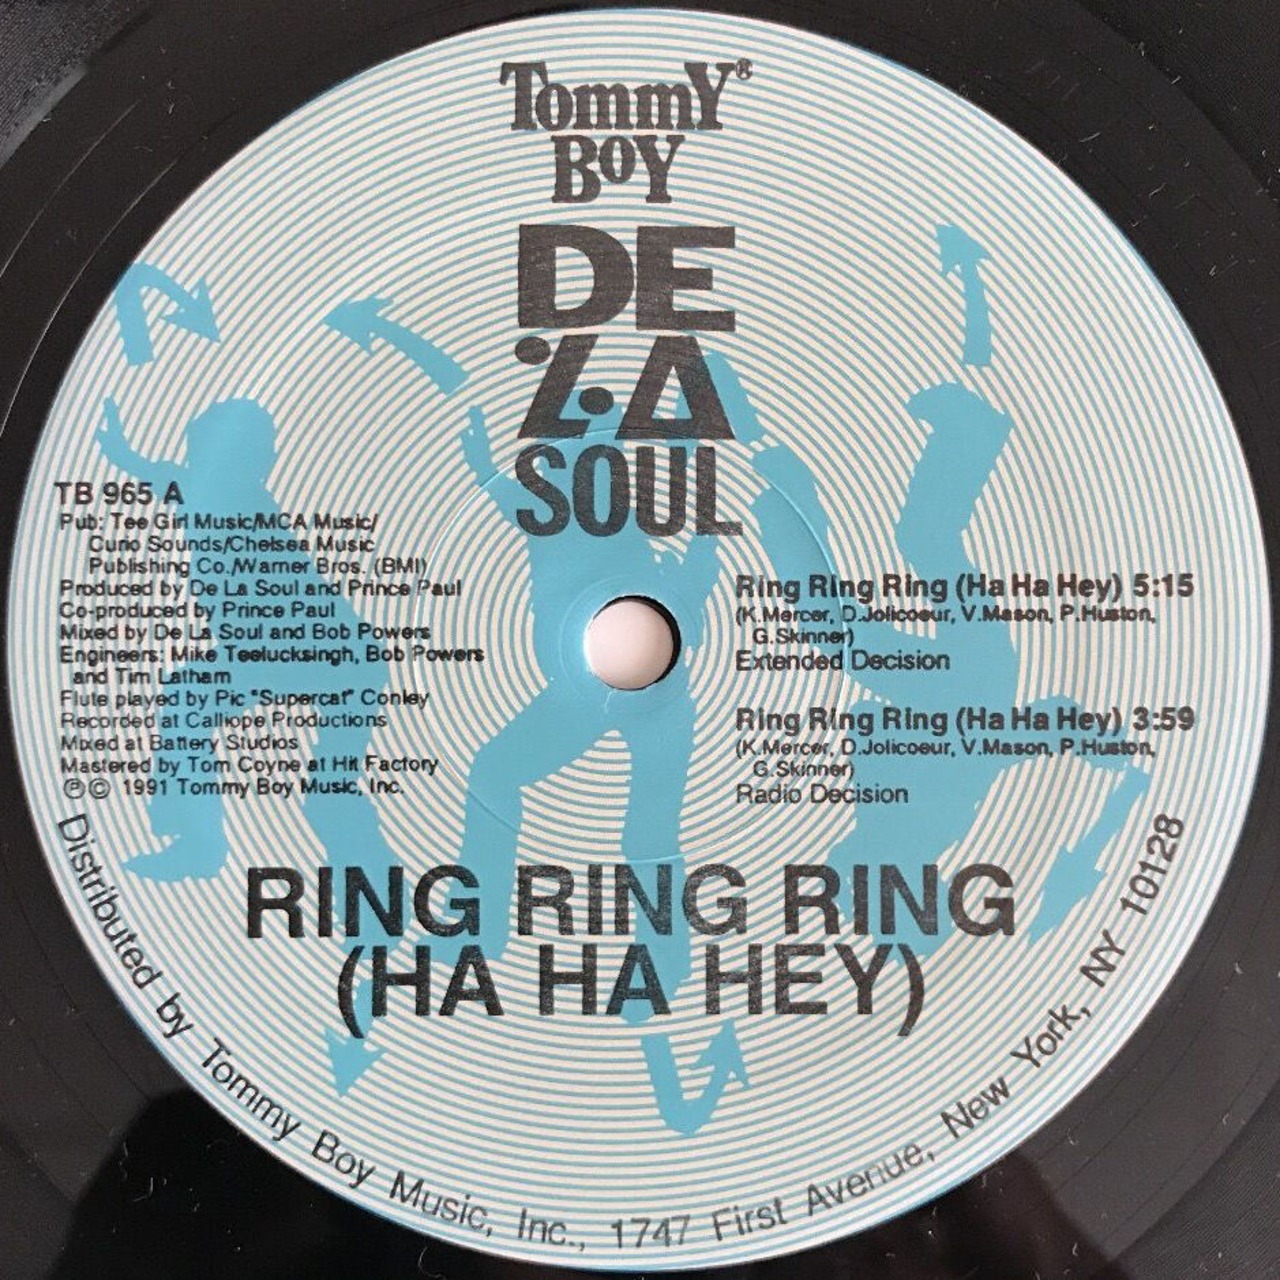 Tommy®
Boy
DE
LA
SOUL
TB 965 A
Pub: Tee Girl Music/MCA Music/
Curio Sounds/Chelsea Music
Publishing Co./Warner Bros. (BMI)
Produced by De La Soul and Prince Paul
Co-produced by Prince Paul
Mixed by De La Soul and Bob Powers
Engineers: Mike Teelucksingh, Bob Powers
and Tim Latham
Flute played by Pic "Supercat" Conley
Recorded at Calliope Productions
Mixed at Battery Studios
Mastered by Tom Coyne at Hit Factory
℗© 1991 Tommy Boy Music, Inc.
Ring Ring Ring (Ha Ha Hey) 5:15
(K.Mercer, D.Jolicoeur, V.Mason, P.Huston,
G.Skinner)
Extended Decision
Ring Ring Ring (Ha Ha Hey) 3:59
(K.Mercer, D.Jolicoeur, V.Mason, P.Huston,
G.Skinner)
Radio Decision
RING RING RING
(HA HA HEY)
Distributed by Tommy Boy Music, Inc., 1747 First Avenue, New York, NY 10128